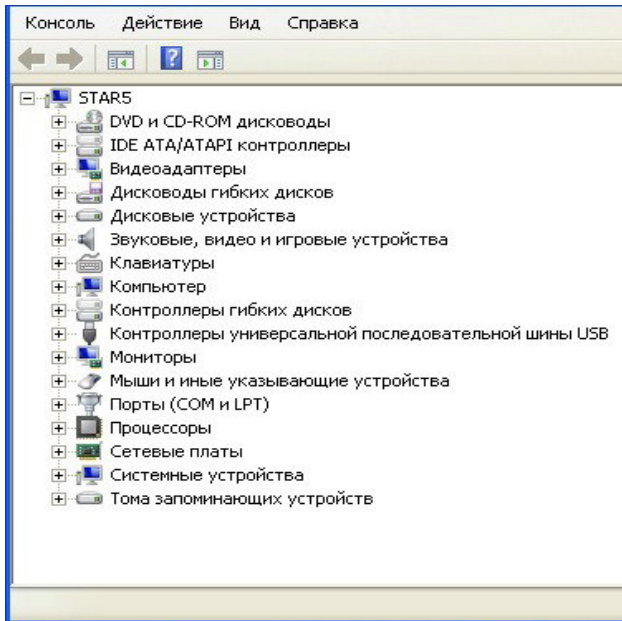 Консоль Действие Вид Справка
?
STAR5
DVD и CD-ROM дисководы
IDE ATA/ATAPI контроллеры
Видеоадаптеры
Дисководы гибких дисков
Дисковые устройства
Звуковые, видео и игровые устройства
Клавиатуры
Компьютер
Контроллеры гибких дисков
Контроллеры универсальной последовательной шины USB
Мониторы
Мыши и иные указывающие устройства
Порты (COM и LPT)
Процессоры
Сетевые платы
Системные устройства
Тома запоминающих устройств